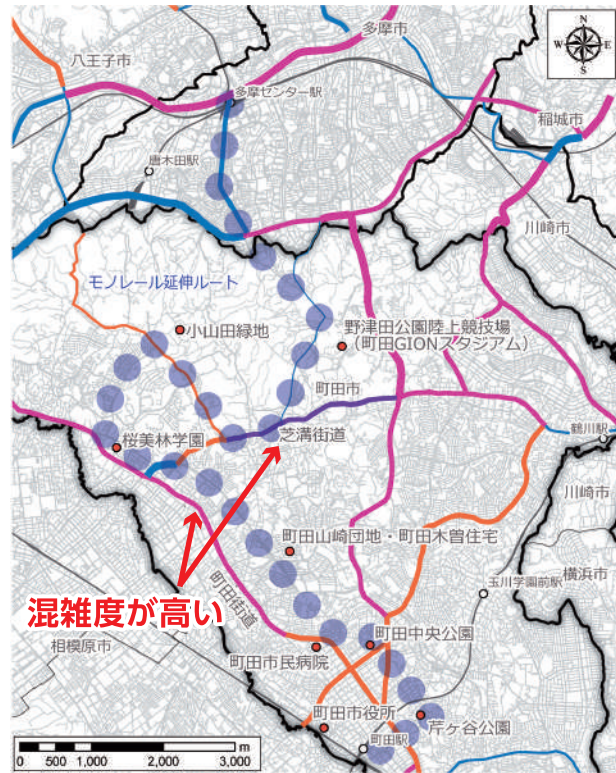 多摩市
N
W
E
S
八王子市
多摩センター駅
稲城市
唐木田駅
川崎市
モノレール延伸ルート
小山田緑地
野津田公園陸上競技場
(町田GIONスタジアム)
町田市
桜美林学園
芝溝街道
鶴川駅
川崎市
町田山崎団地・町田木曽住宅
横浜市
玉川学園前駅
町田街道
混雑度が高い
相模原市
町田中央公園
町田市民病院
町田市役所
芹ヶ谷公園
町田駅
m
0 500 1,000 2,000 3,000